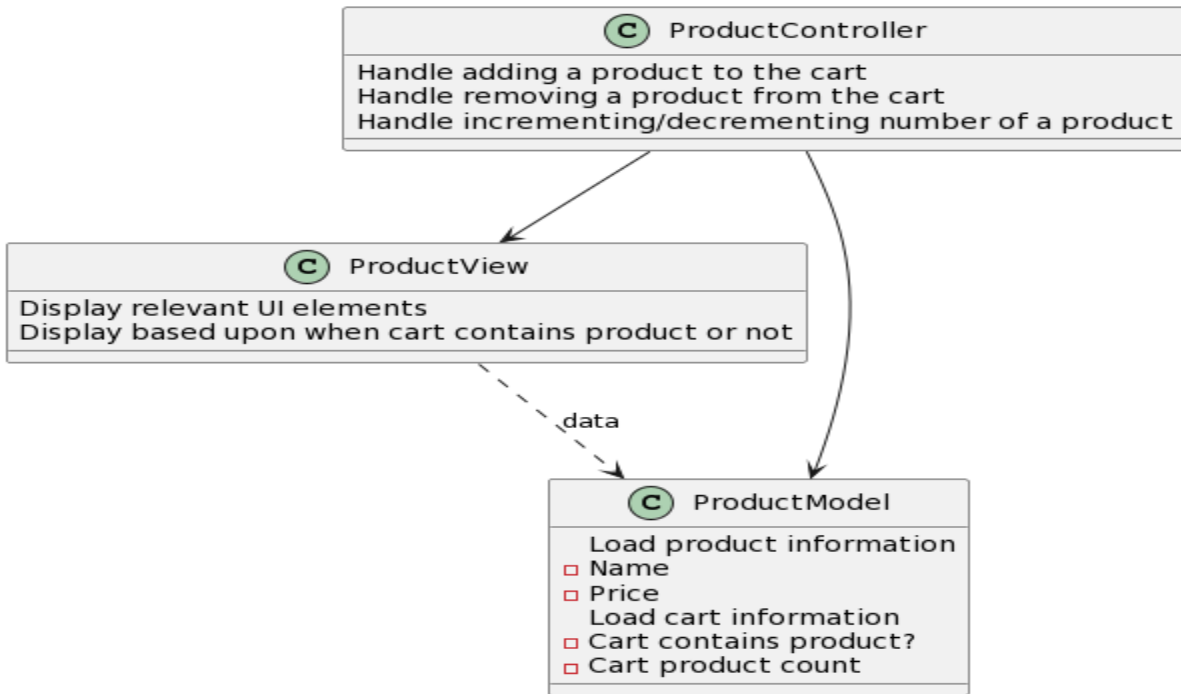 C ProductController
Handle adding a product to the cart
Handle removing a product from the cart
Handle incrementing/decrementing number of a product
C ProductView
Display relevant UI elements
Display based upon when cart contains product or not
data
C ProductModel
Load product information
Name
Price
Load cart information
Cart contains product?
Cart product count